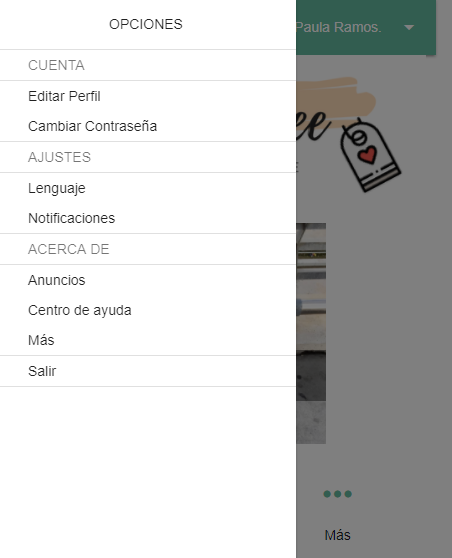 OPCIONES
Paula Ramos.
CUENTA
Editar Perfil
Cambiar Contraseña
AJUSTES
Lenguaje
Notificaciones
ACERCA DE
Anuncios
Centro de ayuda
Más
Salir
Más